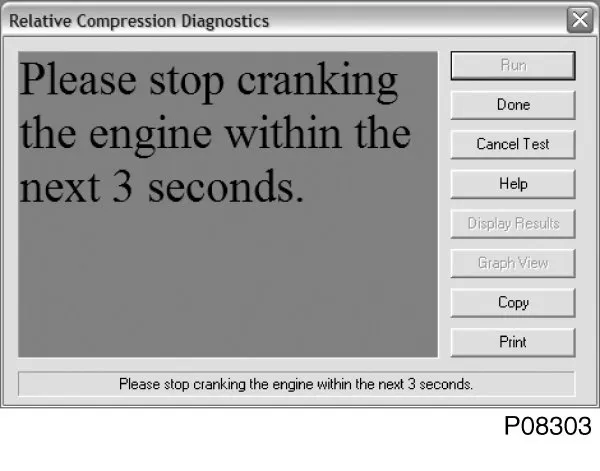 Relative Compression Diagnostics
Please stop cranking
the engine within the
next 3 seconds.
Run
Done
Cancel Test
Help
Display Results
Graph View
Copy
Print
Please stop cranking the engine within the next 3 seconds.
P08303